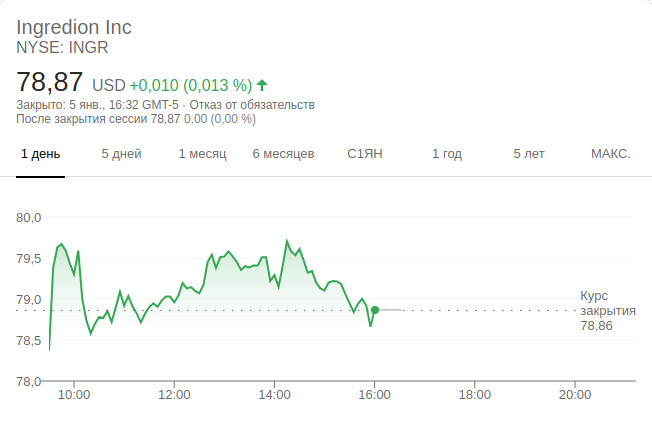 Ingredion Inc
NYSE: INGR
78,87 USD +0,010 (0,013 %)
Закрыто: 5 янв., 16:32 GMT-5 · Отказ от обязательств
После закрытия сессии 78,87 0,00 (0,00 %)
1 день 5 дней 1 месяц 6 месяцев С1ЯН 1 год 5 лет МАКС.
80,0
79,5
79,0
78,5
78,0
Курс
закрытия
78,86
10:00 12:00 14:00 16:00 18:00 20:00